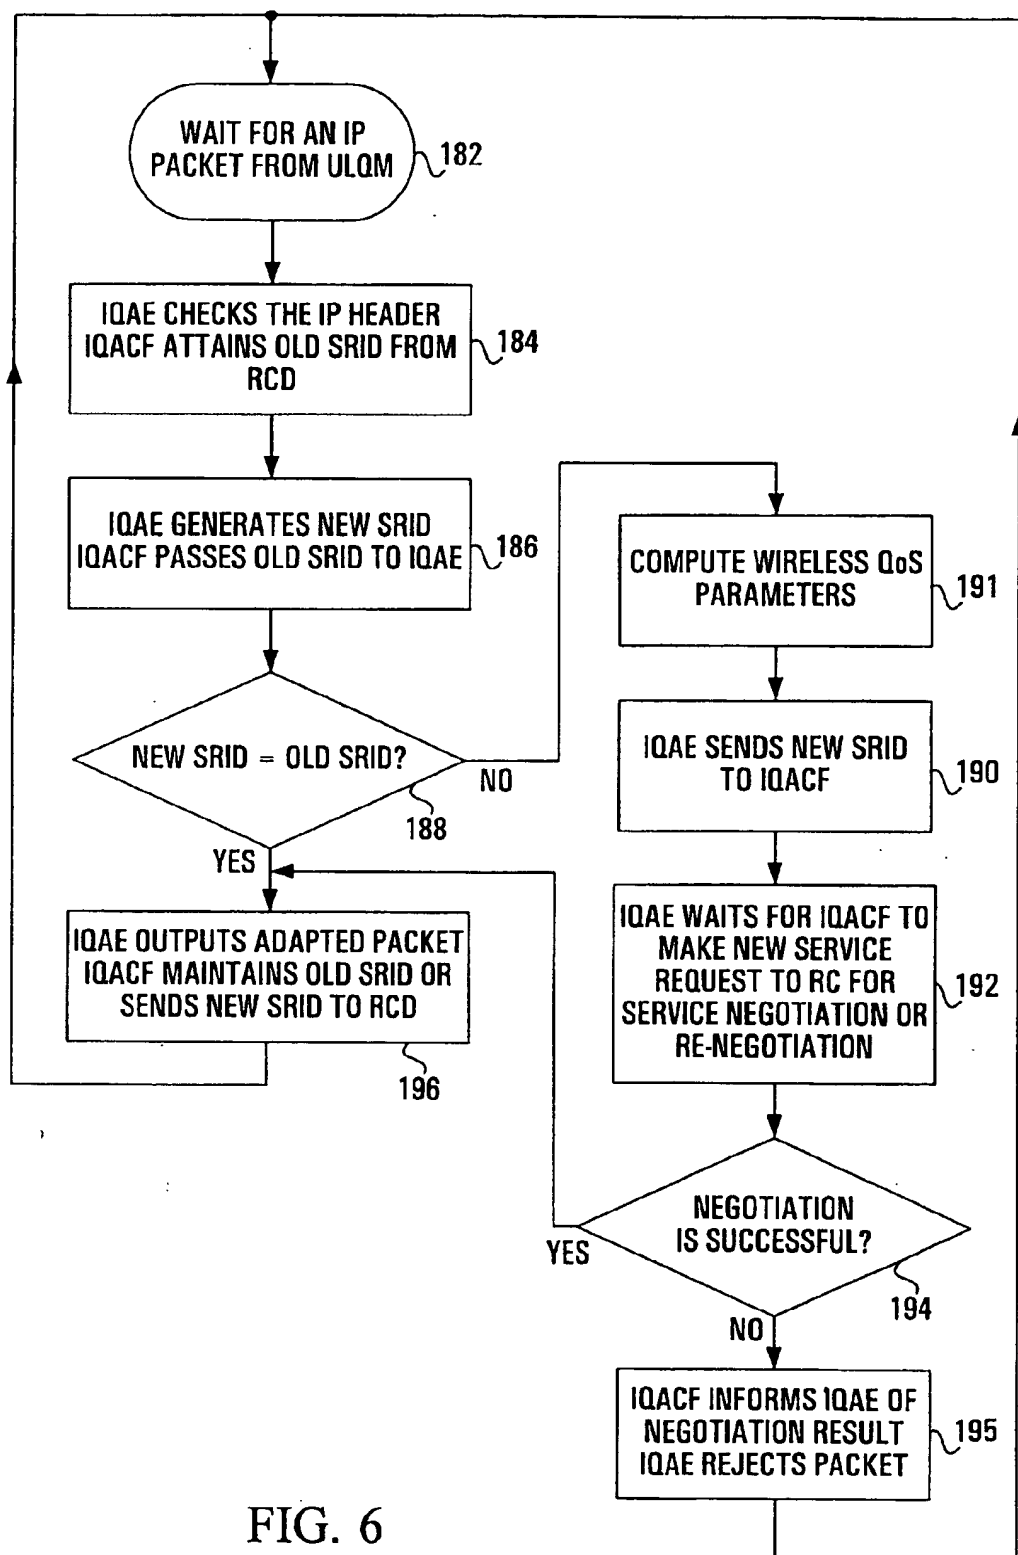 WAIT FOR AN IP
PACKET FROM ULQM
182
IQAE CHECKS THE IP HEADER
IQACF ATTAINS OLD SRID FROM
RCD
184
IQAE GENERATES NEW SRID
IQACF PASSES OLD SRID TO IQAE
186
NEW SRID = OLD SRID?
188
NO
YES
IQAE OUTPUTS ADAPTED PACKET
IQACF MAINTAINS OLD SRID OR
SENDS NEW SRID TO RCD
196
COMPUTE WIRELESS QoS
PARAMETERS
191
IQAE SENDS NEW SRID
TO IQACF
190
IQAE WAITS FOR IQACF TO
MAKE NEW SERVICE
REQUEST TO RC FOR
SERVICE NEGOTIATION OR
RE-NEGOTIATION
192
NEGOTIATION
IS SUCCESSFUL?
194
YES
NO
IQACF INFORMS IQAE OF
NEGOTIATION RESULT
IQAE REJECTS PACKET
195
FIG. 6